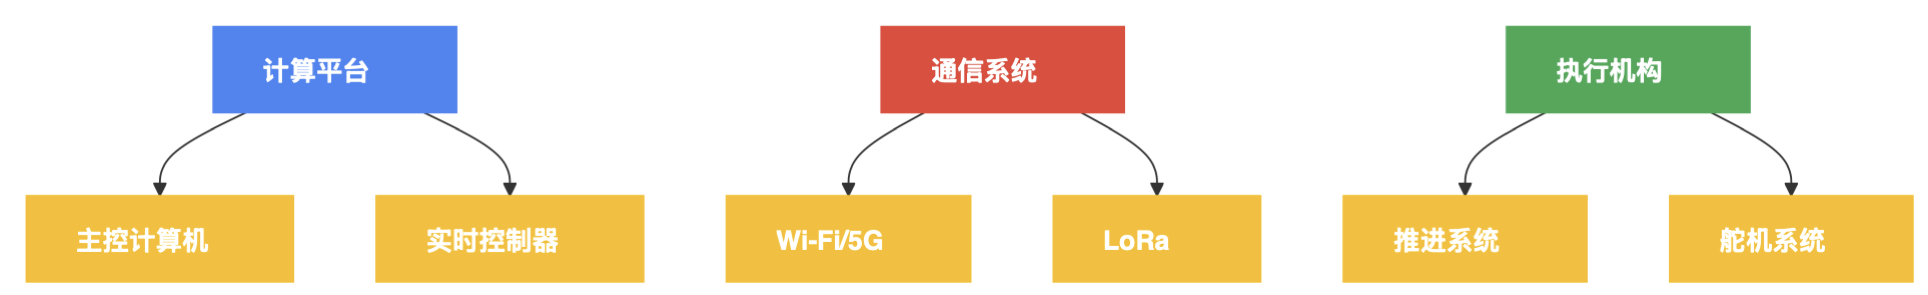 计算平台
通信系统
执行机构
主控计算机
实时控制器
Wi-Fi/5G
LoRa
推进系统
舵机系统